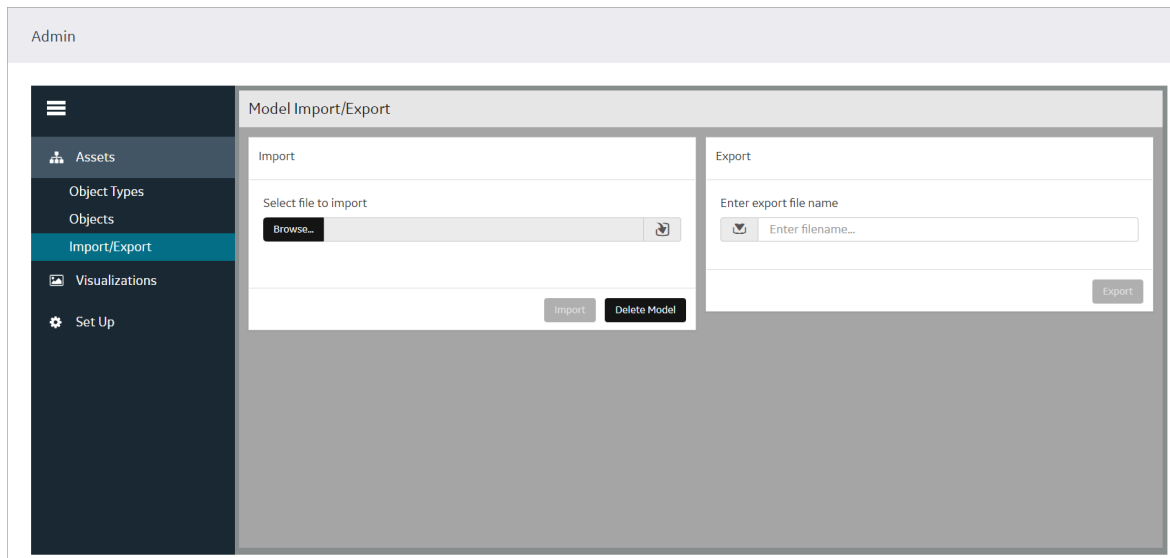 Admin
Assets
Object Types
Objects
Import/Export
Visualizations
Set Up
Model Import/Export
Import
Select file to import
Browse...
Import Delete Model
Export
Enter export file name
Enter filename...
Export